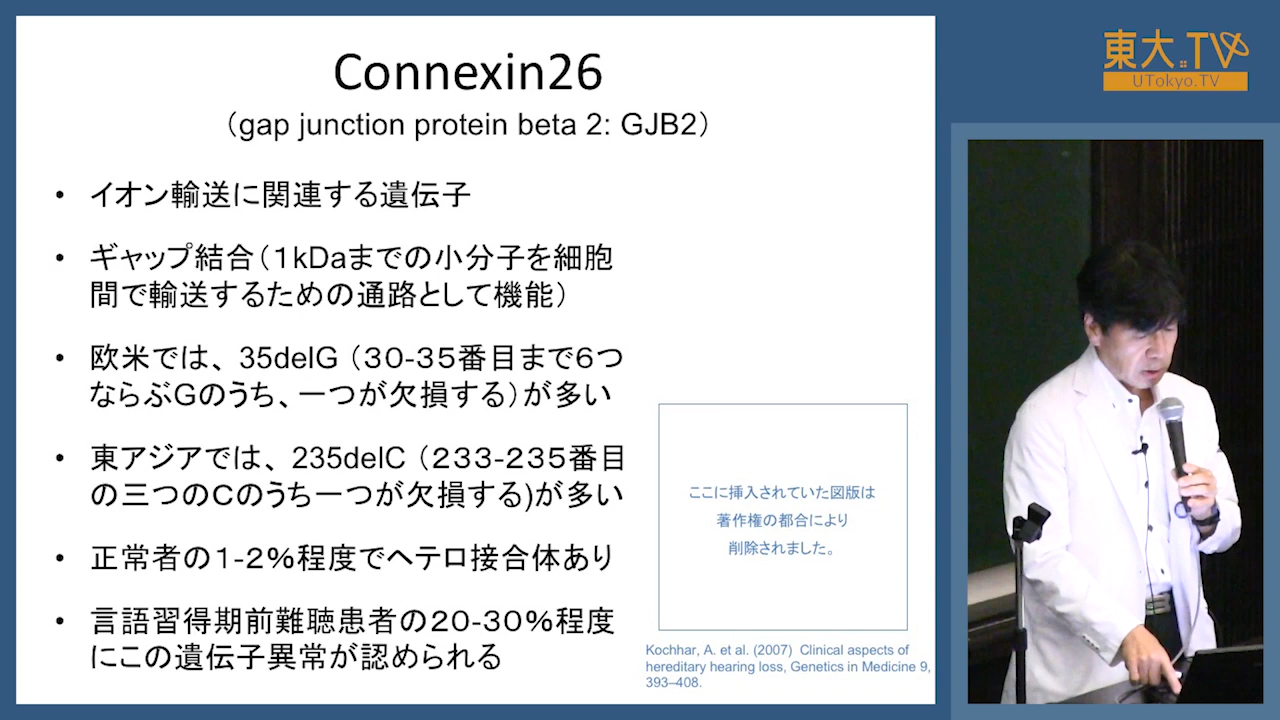 Connexin26
（gap junction protein beta 2: GJB2）
• イオン輸送に関連する遺伝子
• ギャップ結合（１kDaまでの小分子を細胞
間で輸送するための通路として機能）
• 欧米では、35delG （３０-３５番目まで６つ
ならぶGのうち、一つが欠損する）が多い
• 東アジアでは、235delC （２３３-２３５番目
の三つのCのうち一つが欠損する)が多い
• 正常者の１-２％程度でヘテロ接合体あり
• 言語習得期前難聴患者の２０-３０％程度
にこの遺伝子異常が認められる
ここに挿入されていた図版は
著作権の都合により
削除されました。
Kochhar, A. et al. (2007) Clinical aspects of
hereditary hearing loss, Genetics in Medicine 9,
393–408.
東大.TV
UTokyo.TV